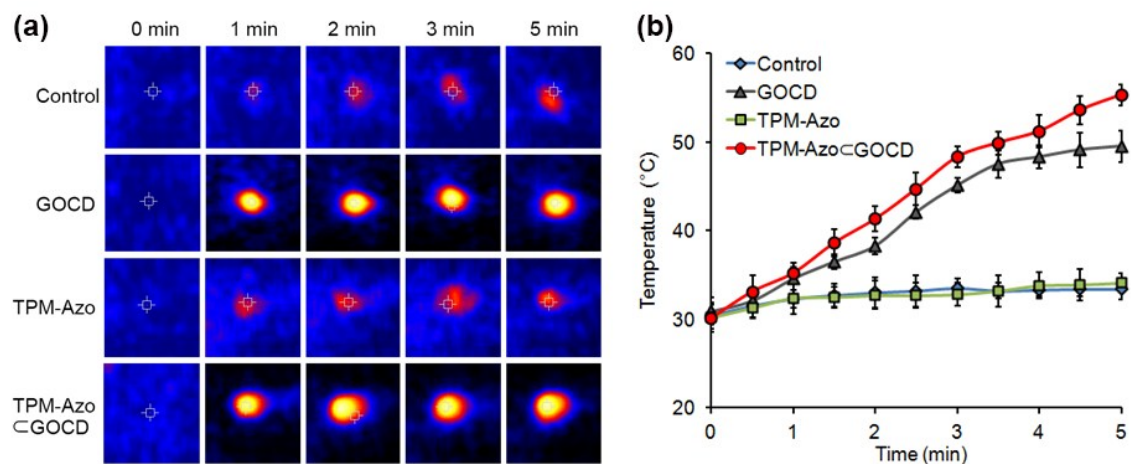 (a)
0 min 1 min 2 min 3 min 5 min
Control
GOCD
TPM-Azo
TPM-Azo
⊂GOCD
(b)
60
50
40
30
20
Temperature (°C)
Control
GOCD
TPM-Azo
TPM-Azo⊂GOCD
0 1 2 3 4 5
Time (min)